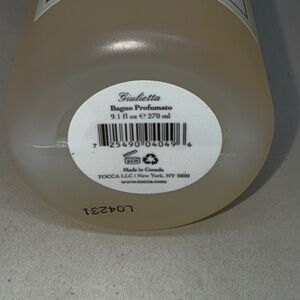 Giulietta
Bagno Profumato
9.1 fl oz ℮ 270 ml
7 25490 04049 6
Made in Canada
TOCCA LLC / New York, NY 10010
www.tocca.com
L04231